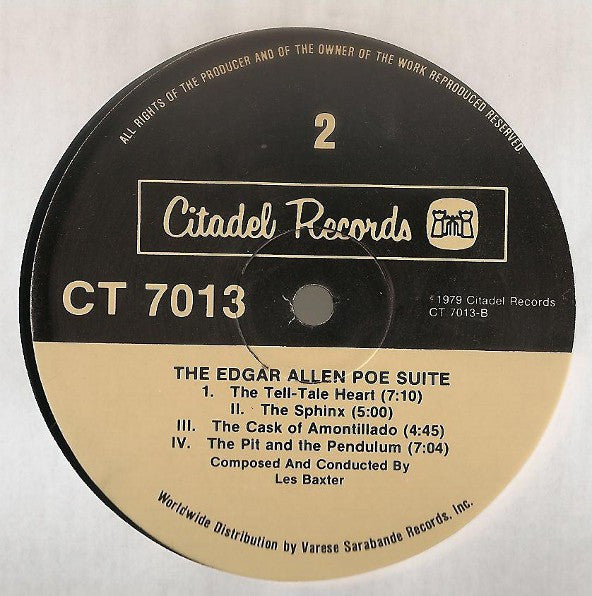 ALL RIGHTS OF THE PRODUCER AND OF THE OWNER OF THE WORK REPRODUCED RESERVED.
2
Citadel Records
CT 7013
℗1979 Citadel Records
CT 7013-B
THE EDGAR ALLEN POE SUITE
1. The Tell-Tale Heart (7:10)
II. The Sphinx (5:00)
III. The Cask of Amontillado (4:45)
IV. The Pit and the Pendulum (7:04)
Composed And Conducted By
Les Baxter
Worldwide Distribution by Varese Sarabande Records, Inc.